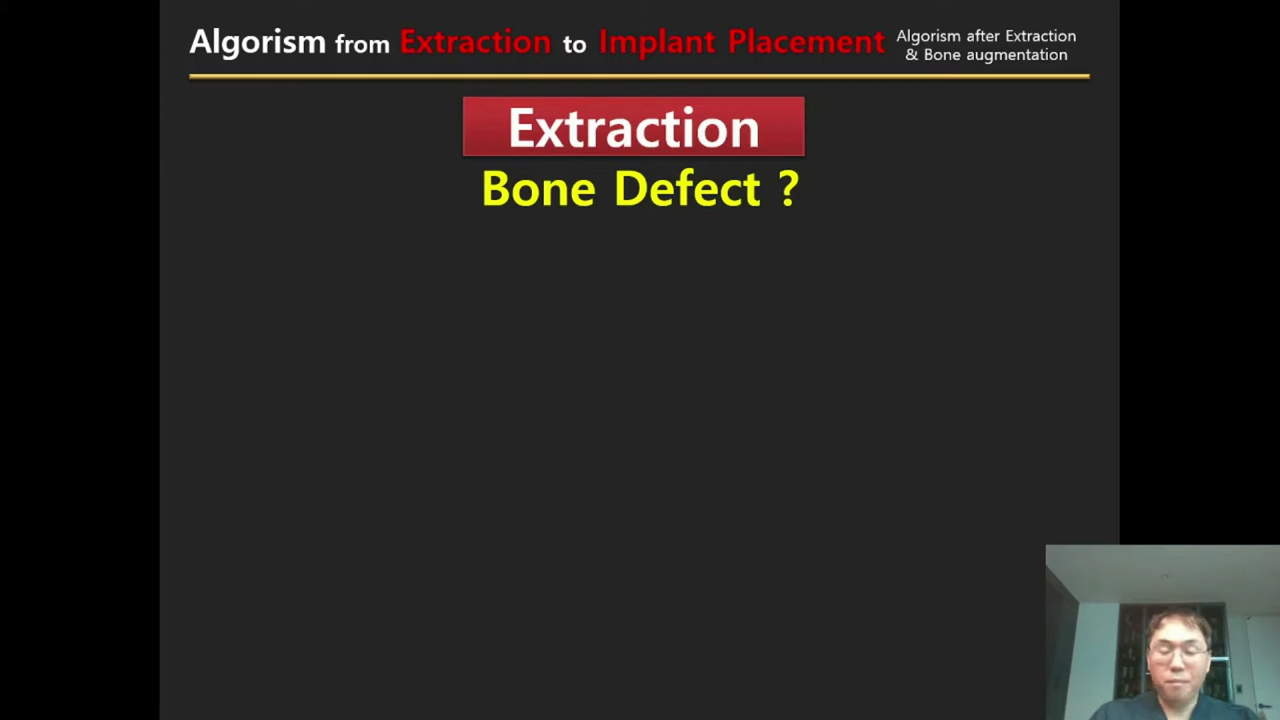 Algorism from Extraction to Implant Placement
Algorism after Extraction
& Bone augmentation
Extraction
Bone Defect ?